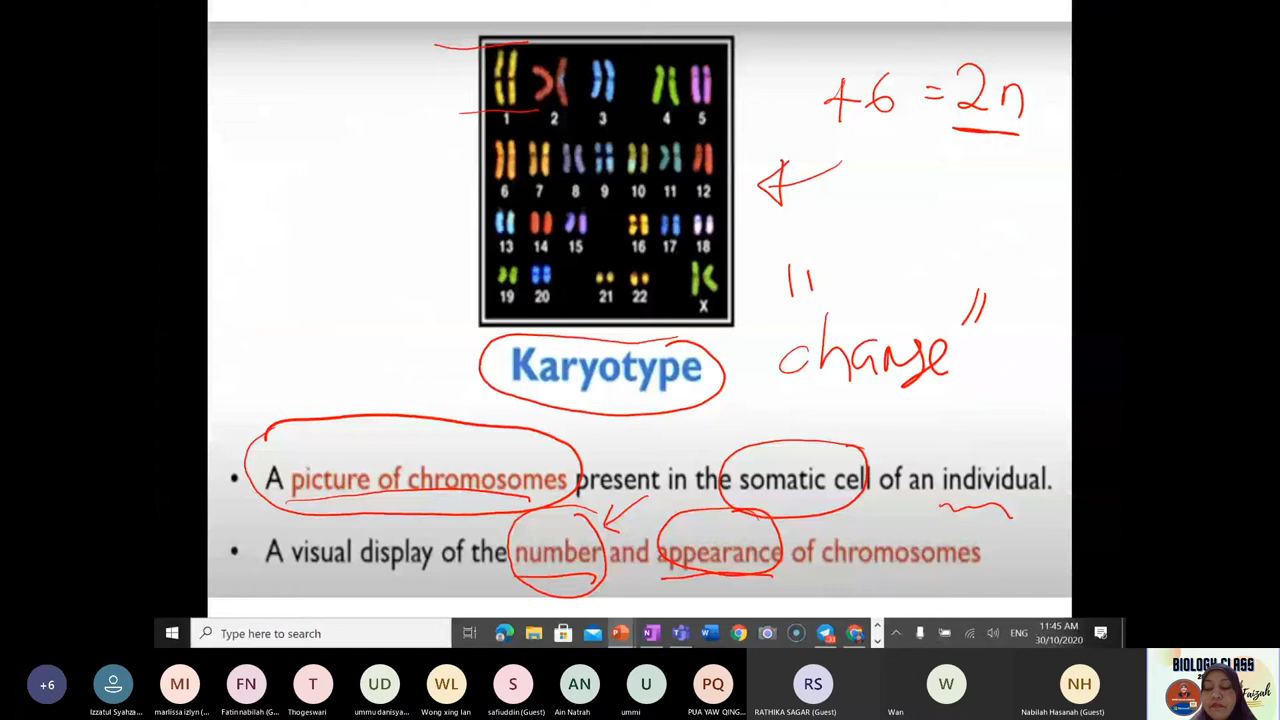 1 2 3 4 5
+6 = 2n
6 7 8 9 10 11 12
13 14 15 16 17 18
19 20 21 22 X
"change"
Karyotype
• A picture of chromosomes present in the somatic cell of an individual.
• A visual display of the number and appearance of chromosomes
Type here to search
ENG
11:45 AM
30/10/2020
+6
MI
FN
T
UD
WL
S
AN
U
PQ
RS
W
NH
Izzatul Syahza...
marlissa izlyn (...
Fatin nabilah (...
Thogeswari
ummu danisya...
Wong xing Ian
safiuddin (Guest)
Ain Natrah
ummi
PUA YAW QING...
RATHIKA SAGAR (Guest)
Wan
Nabilah Hasanah (Guest)
BIOLOGY CLASS
Faizah